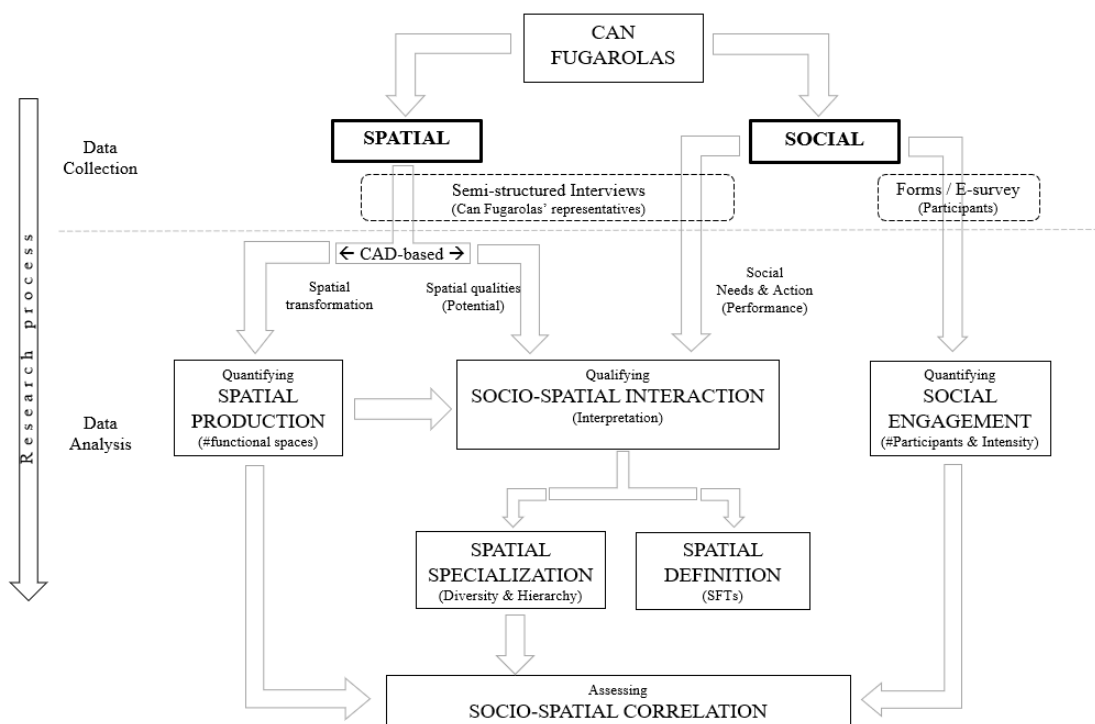 CAN
FUGAROLAS
SPATIAL
SOCIAL
Data
Collection
Semi-structured Interviews
(Can Fugarolas’ representatives)
Forms / E-survey
(Participants)
Research process
← CAD-based →
Spatial
transformation
Spatial qualities
(Potential)
Social
Needs & Action
(Performance)
Data
Analysis
Quantifying
SPATIAL
PRODUCTION
(#functional spaces)
Qualifying
SOCIO-SPATIAL INTERACTION
(Interpretation)
Quantifying
SOCIAL
ENGAGEMENT
(#Participants & Intensity)
SPATIAL
SPECIALIZATION
(Diversity & Hierarchy)
SPATIAL
DEFINITION
(SFTs)
Assessing
SOCIO-SPATIAL CORRELATION